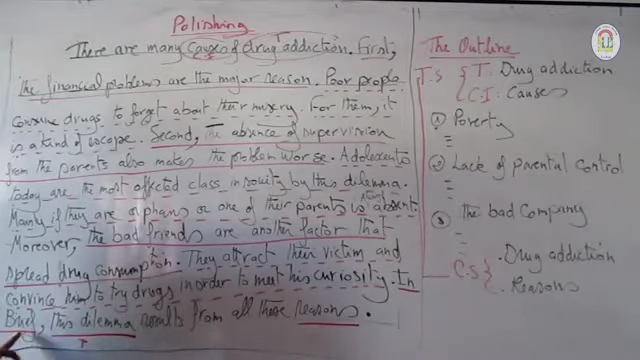 Polishing
There are many causes of drug addiction. First,
the financial problems are the major reason. Poor people
consume drugs to forget about their misery. For them, it
is a kind of escape. Second, the absence of supervision
from the parents also makes the problem worse. Adolescents
today are the most affected class in society by this dilemma.
Mainly if they are orphans or one of their parents is absent.
Moreover, the bad friends are another factor that
spread drug consumption. They attract their victim and
convince him to try drugs in order to meet his curiosity. In
Brief, this dilemma results from all these reasons.
T
The Outline
T.S { T: Drug addiction
C.I: Causes
① Poverty
② Lack of parental control
③ The bad Company
C.S { . Drug addiction
. Reasons